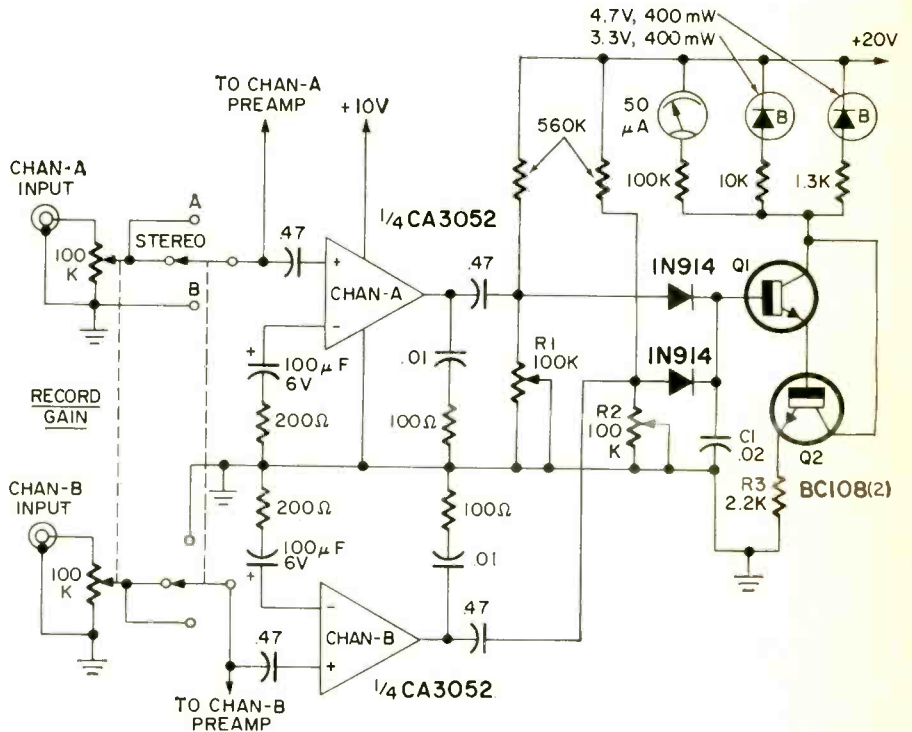 4.7V, 400mW
3.3V, 400mW
+20V
TO CHAN-A
PREAMP
+10V
50
µA
B
B
560K
CHAN-A
INPUT
100K
10K
1.3K
A
1/4 CA3052
STEREO
.47
100
K
+
CHAN-A
-
.47
Q1
B
1N914
+
100µF
6V
.01
R1
100K
1N914
RECORD
GAIN
200Ω
100Ω
R2
100
K
C1
.02
Q2
CHAN-B
INPUT
200Ω
100Ω
R3
2.2K
BC108(2)
100µF
6V
+
.01
100
K
-
CHAN-B
+
.47
.47
1/4 CA3052
TO CHAN-B
PREAMP